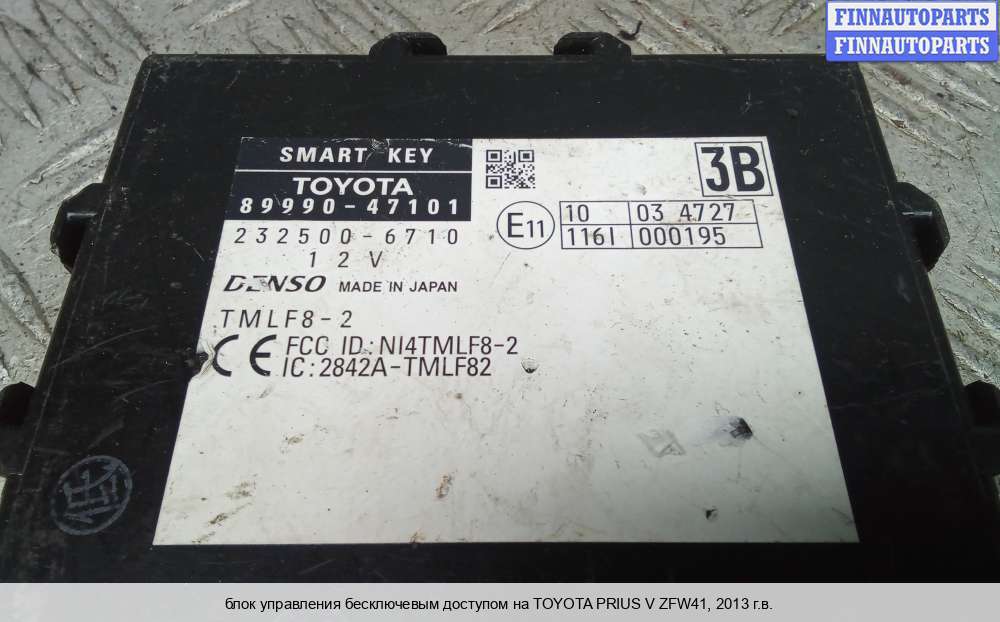 FINNAUTOPARTS
FINNAUTOPARTS
SMART KEY
TOYOTA
89990-47101
232500-6710
12V
DENSO MADE IN JAPAN
TMLF8-2
CE FCC ID: NI4TMLF8-2
IC: 2842A-TMLF82
3B
E11
10 03 4727
116I 000195
блок управления бесключевым доступом на TOYOTA PRIUS V ZFW41, 2013 г.в.